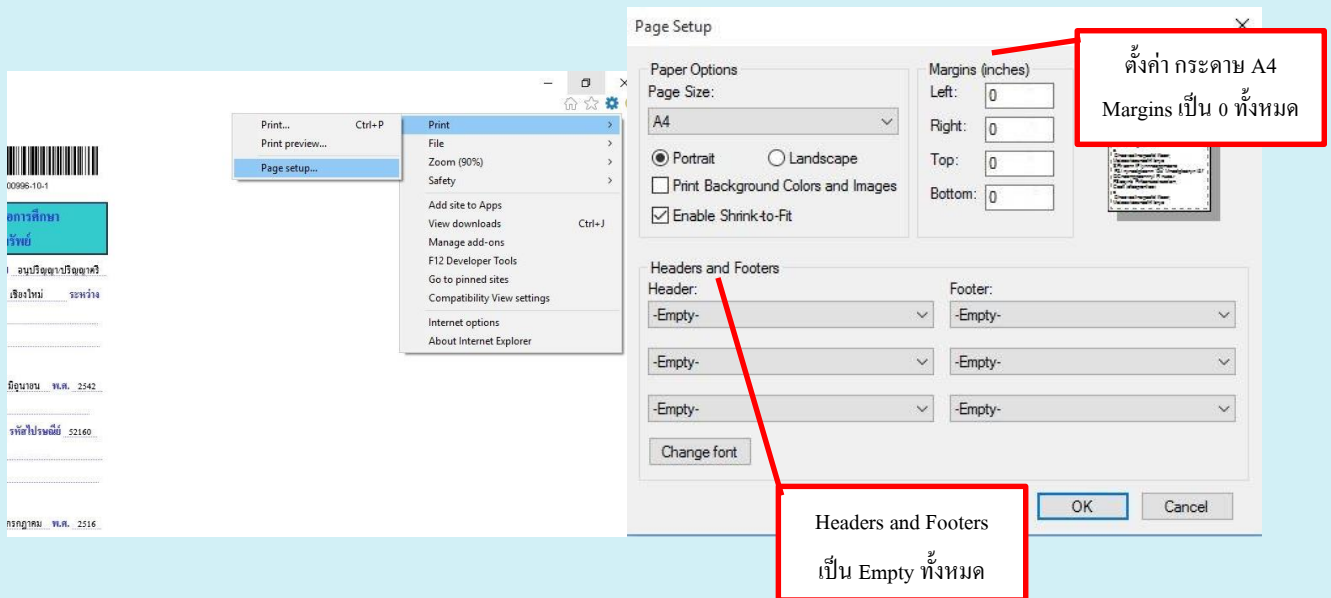 00996-10-1
อการศึกษา
รัพย์
อนุปริญญา/ปริญญาตรี
เชียงใหม่ ระหว่าง
มิถุนายน พ.ศ. 2542
รหัสไปรษณีย์ 52160
กรกฎาคม พ.ศ. 2516
Print... Ctrl+P
Print preview...
Page setup...
Print
File
Zoom (90%)
Safety
Add site to Apps
View downloads Ctrl+J
Manage add-ons
F12 Developer Tools
Go to pinned sites
Compatibility View settings
Internet options
About Internet Explorer
Page Setup
Paper Options
Page Size:
A4
Portrait Landscape
Print Background Colors and Images
Enable Shrink-to-Fit
Margins (inches)
Left: 0
Right: 0
Top: 0
Bottom: 0
ตั้งค่า กระดาษ A4
Margins เป็น 0 ทั้งหมด
Headers and Footers
Header: Footer:
-Empty- -Empty-
-Empty- -Empty-
-Empty- -Empty-
Change font
OK Cancel
Headers and Footers
เป็น Empty ทั้งหมด